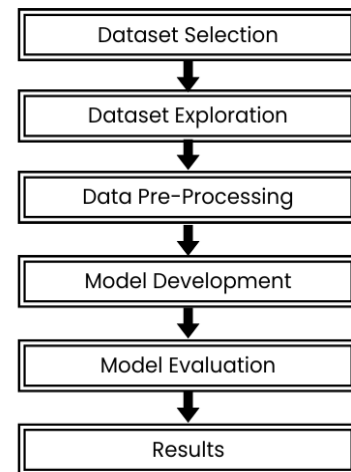 Dataset Selection
Dataset Exploration
Data Pre-Processing
Model Development
Model Evaluation
Results